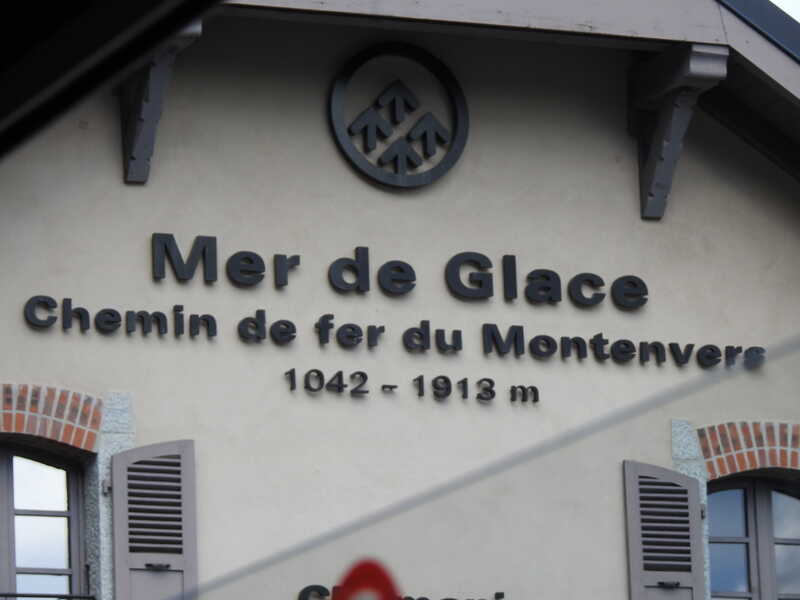 Mer de Glace
Chemin de fer du Montenvers
1042 - 1913 m